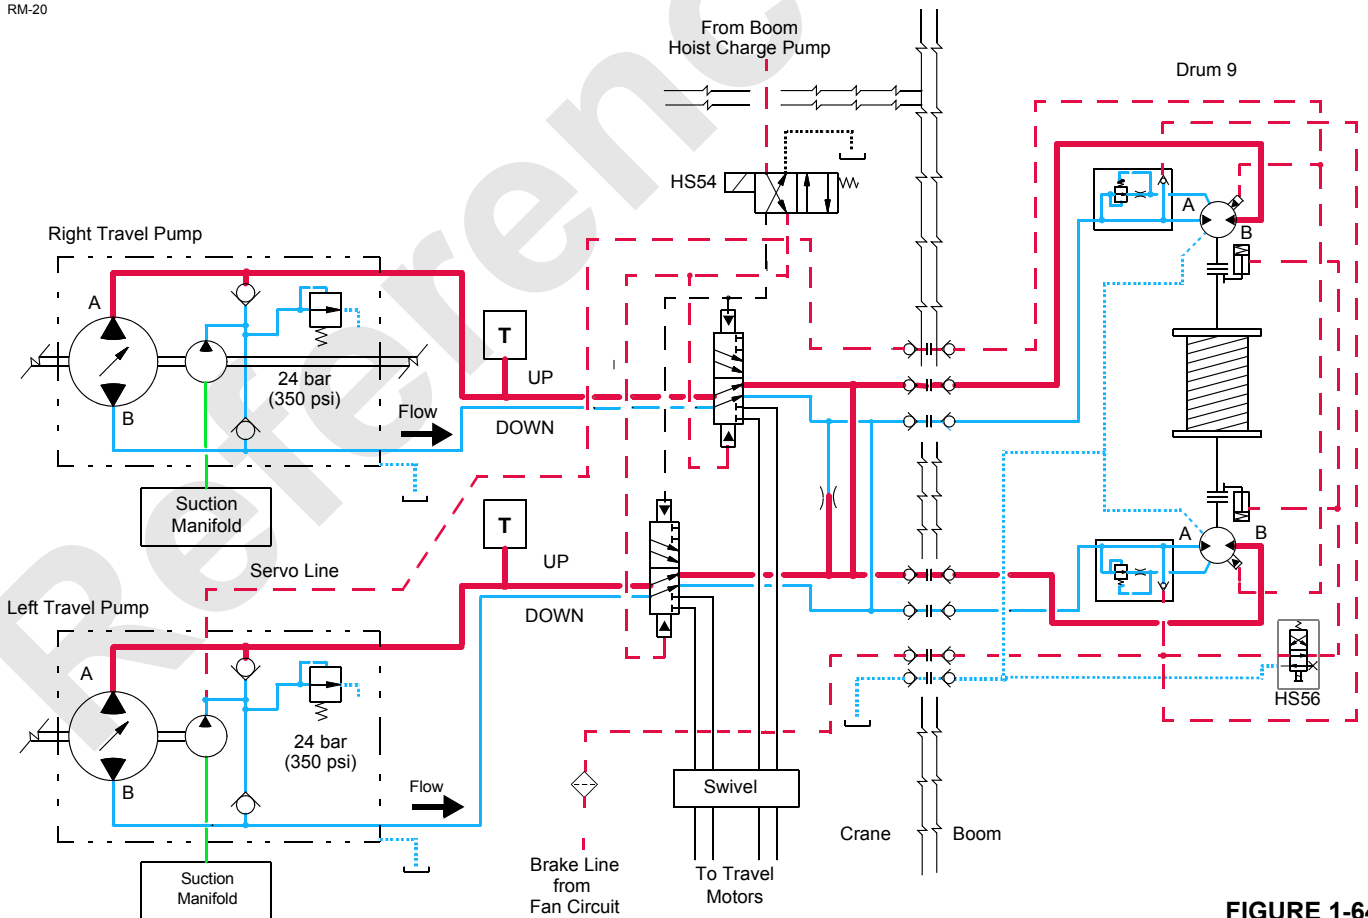 RM-20
From Boom
Hoist Charge Pump
Drum 9
HS54
A
B
Right Travel Pump
A
B
24 bar
(350 psi)
T
UP
DOWN
Flow
Suction
Manifold
T
UP
DOWN
A
B
Servo Line
Left Travel Pump
A
B
24 bar
(350 psi)
Flow
HS56
Swivel
Crane
Boom
Suction
Manifold
Brake Line
from
Fan Circuit
To Travel
Motors
Reference
FIGURE 1-64